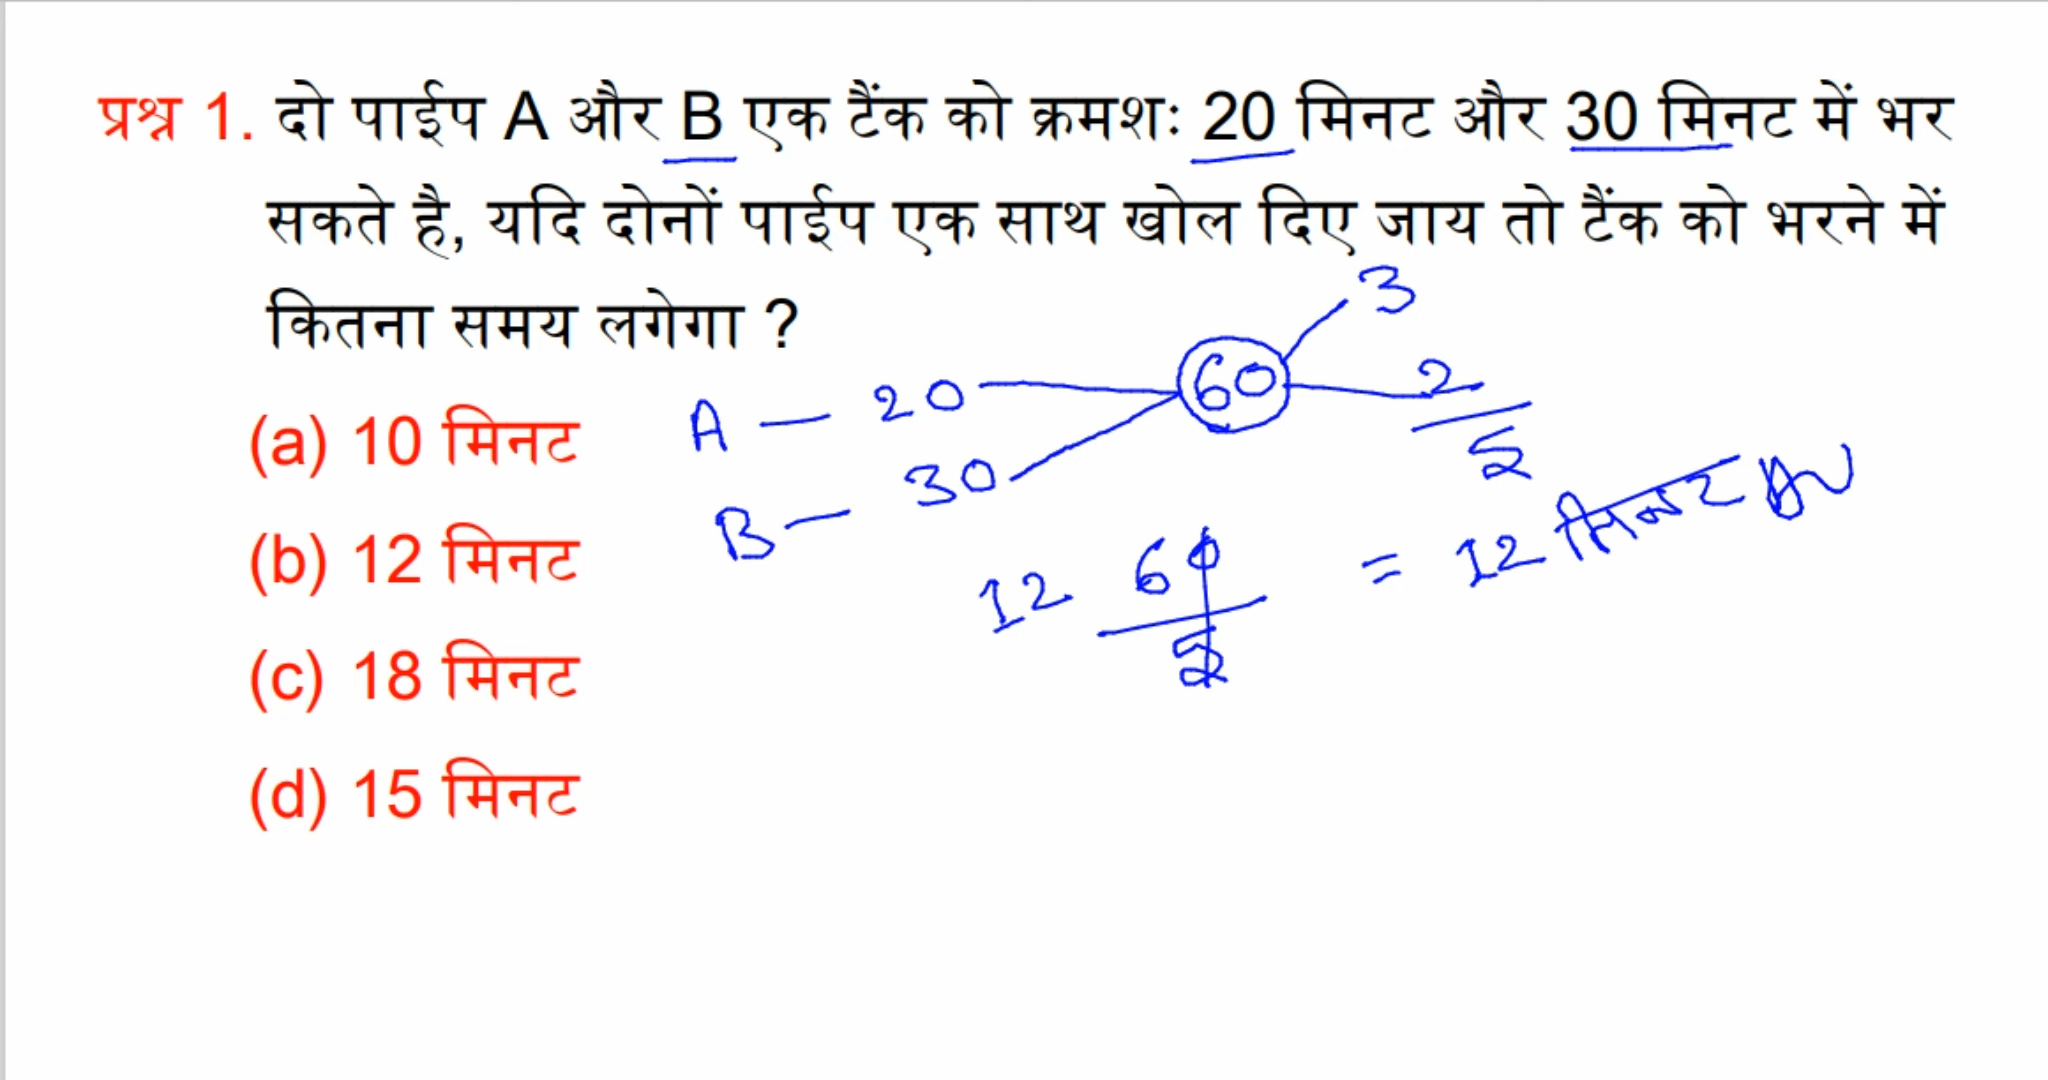 प्रश्न 1. दो पाईप A और B एक टैंक को क्रमशः 20 मिनट और 30 मिनट में भर
सकते है, यदि दोनों पाईप एक साथ खोल दिए जाय तो टैंक को भरने में
कितना समय लगेगा ?
3
A — 20 60 2
(a) 10 मिनट
5
B — 30
(b) 12 मिनट
12 60 = 12 मिनट
5
(c) 18 मिनट
(d) 15 मिनट